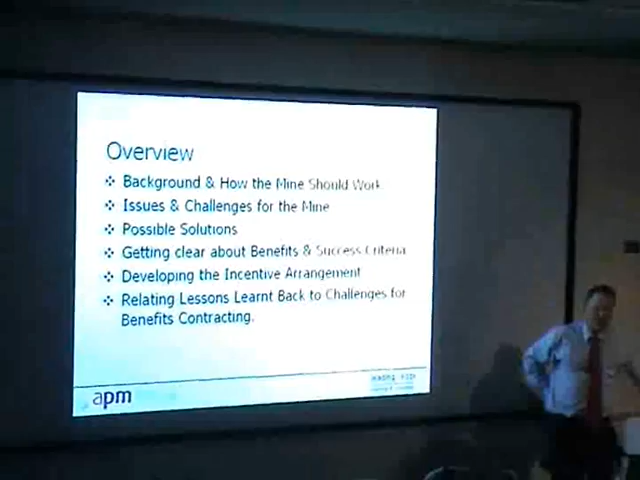 Overview
Background & How the Mine Should Work
Issues & Challenges for the Mine
Possible Solutions
Getting clear about Benefits & Success Criteria
Developing the Incentive Arrangement
Relating Lessons Learnt Back to Challenges for
Benefits Contracting.
apm